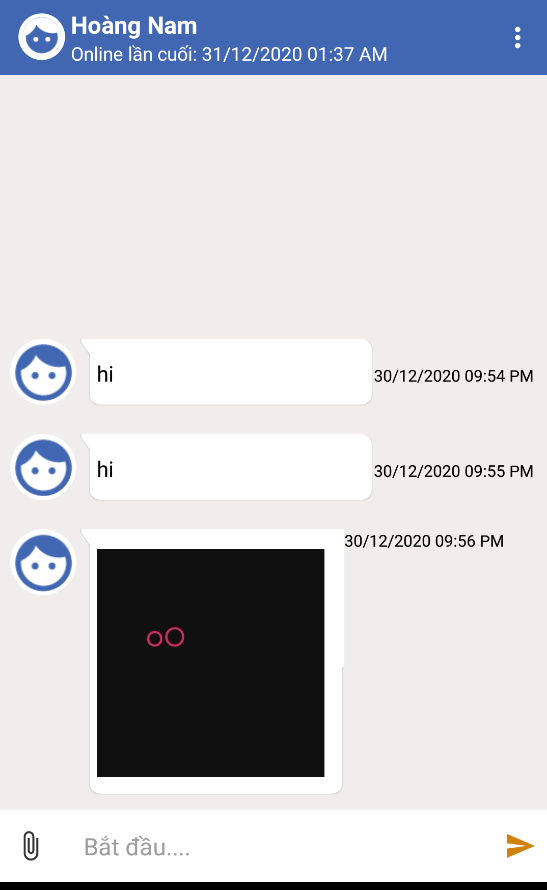 Hoàng Nam
Online lần cuối: 31/12/2020 01:37 AM
hi
30/12/2020 09:54 PM
hi
30/12/2020 09:55 PM
30/12/2020 09:56 PM
Bắt đầu....